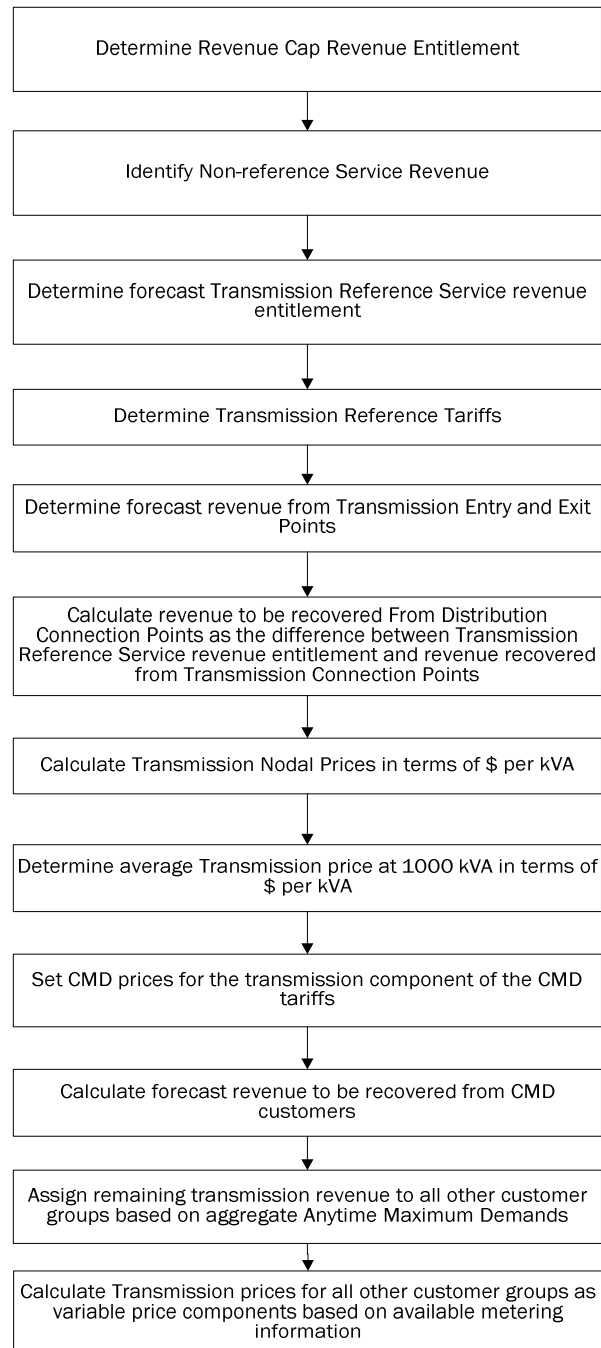 Determine Revenue Cap Revenue Entitlement
Identify Non-reference Service Revenue
Determine forecast Transmission Reference Service revenue
entitlement
Determine Transmission Reference Tariffs
Determine forecast revenue from Transmission Entry and Exit
Points
Calculate revenue to be recovered From Distribution
Connection Points as the difference between Transmission
Reference Service revenue entitlement and revenue recovered
from Transmission Connection Points
Calculate Transmission Nodal Prices in terms of $ per kVA
Determine average Transmission price at 1000 kVA in terms of
$ per kVA
Set CMD prices for the transmission component of the CMD
tariffs
Calculate forecast revenue to be recovered from CMD
customers
Assign remaining transmission revenue to all other customer
groups based on aggregate Anytime Maximum Demands
Calculate Transmission prices for all other customer groups as
variable price components based on available metering
information